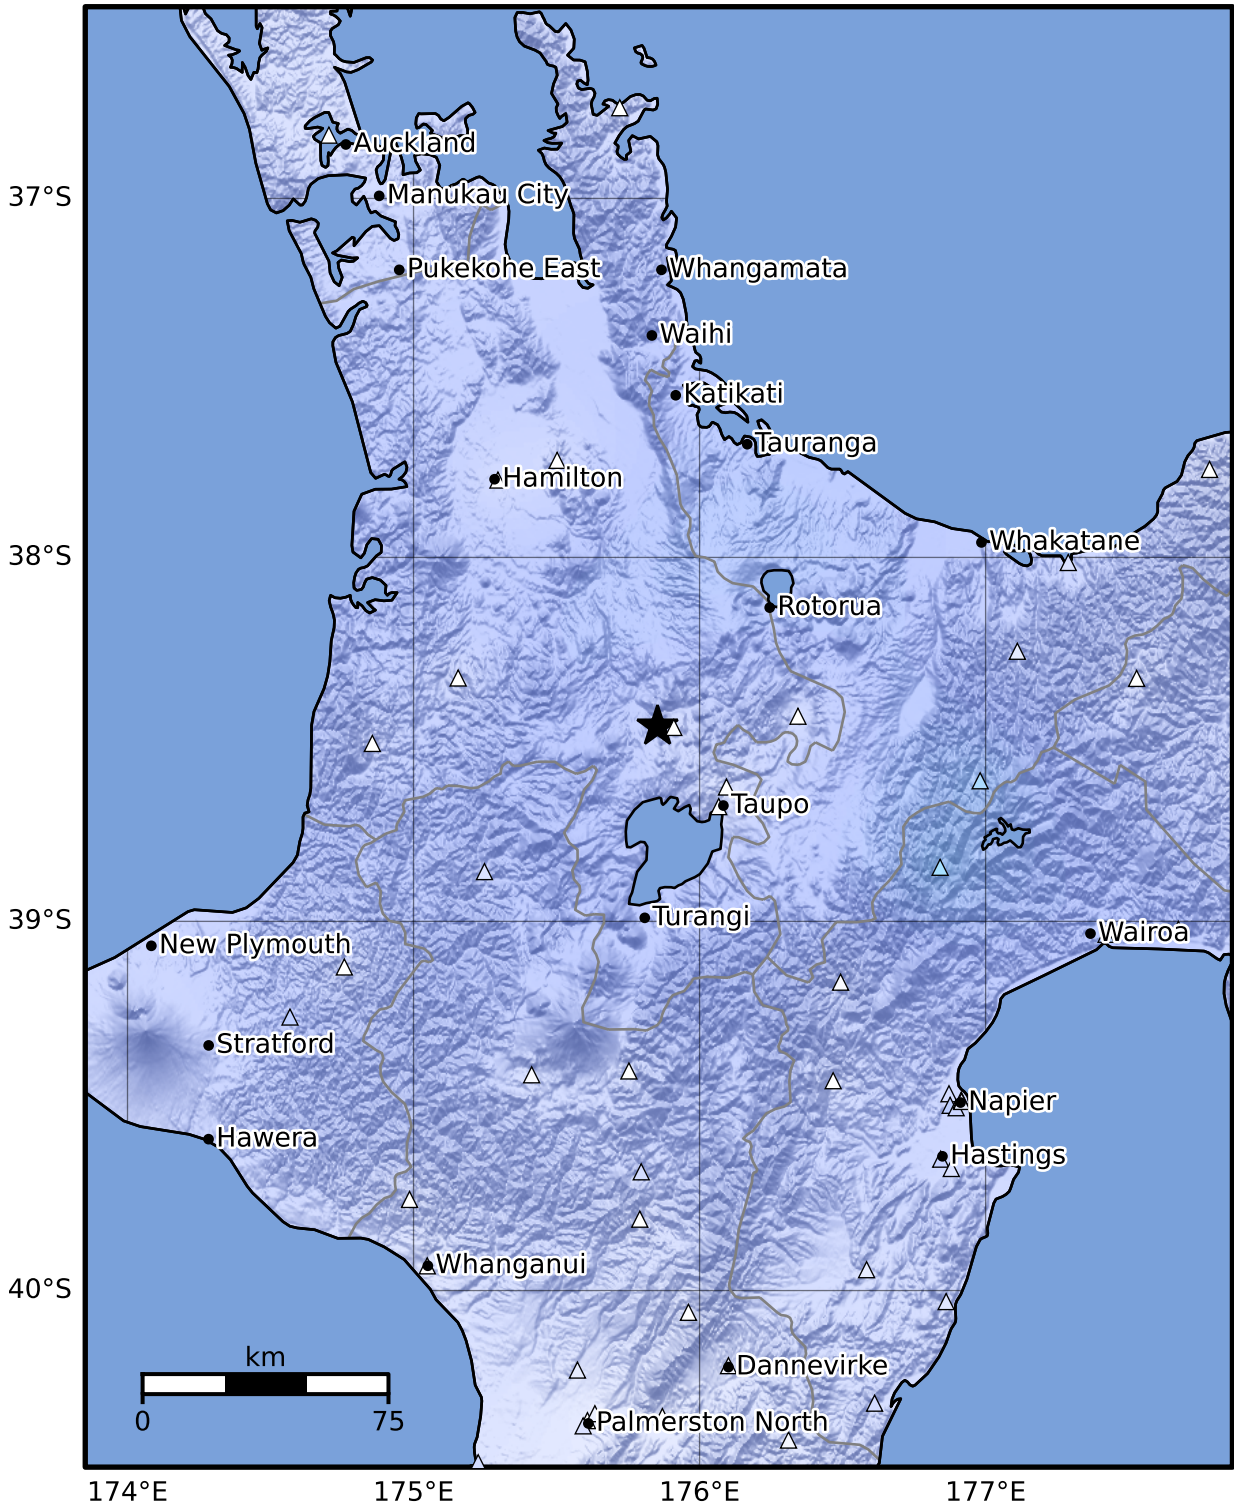 Auckland
37°S
Manukau City
Pukekohe East
Whangamata
Waihi
Katikati
Tauranga
Hamilton
38°S
Whakatane
Rotorua
Taupo
39°S
Turangi
Wairoa
New Plymouth
Stratford
Napier
Hawera
Hastings
Whanganui
40°S
km
0
75
Dannevirke
Palmerston North
174°E
175°E
176°E
177°E